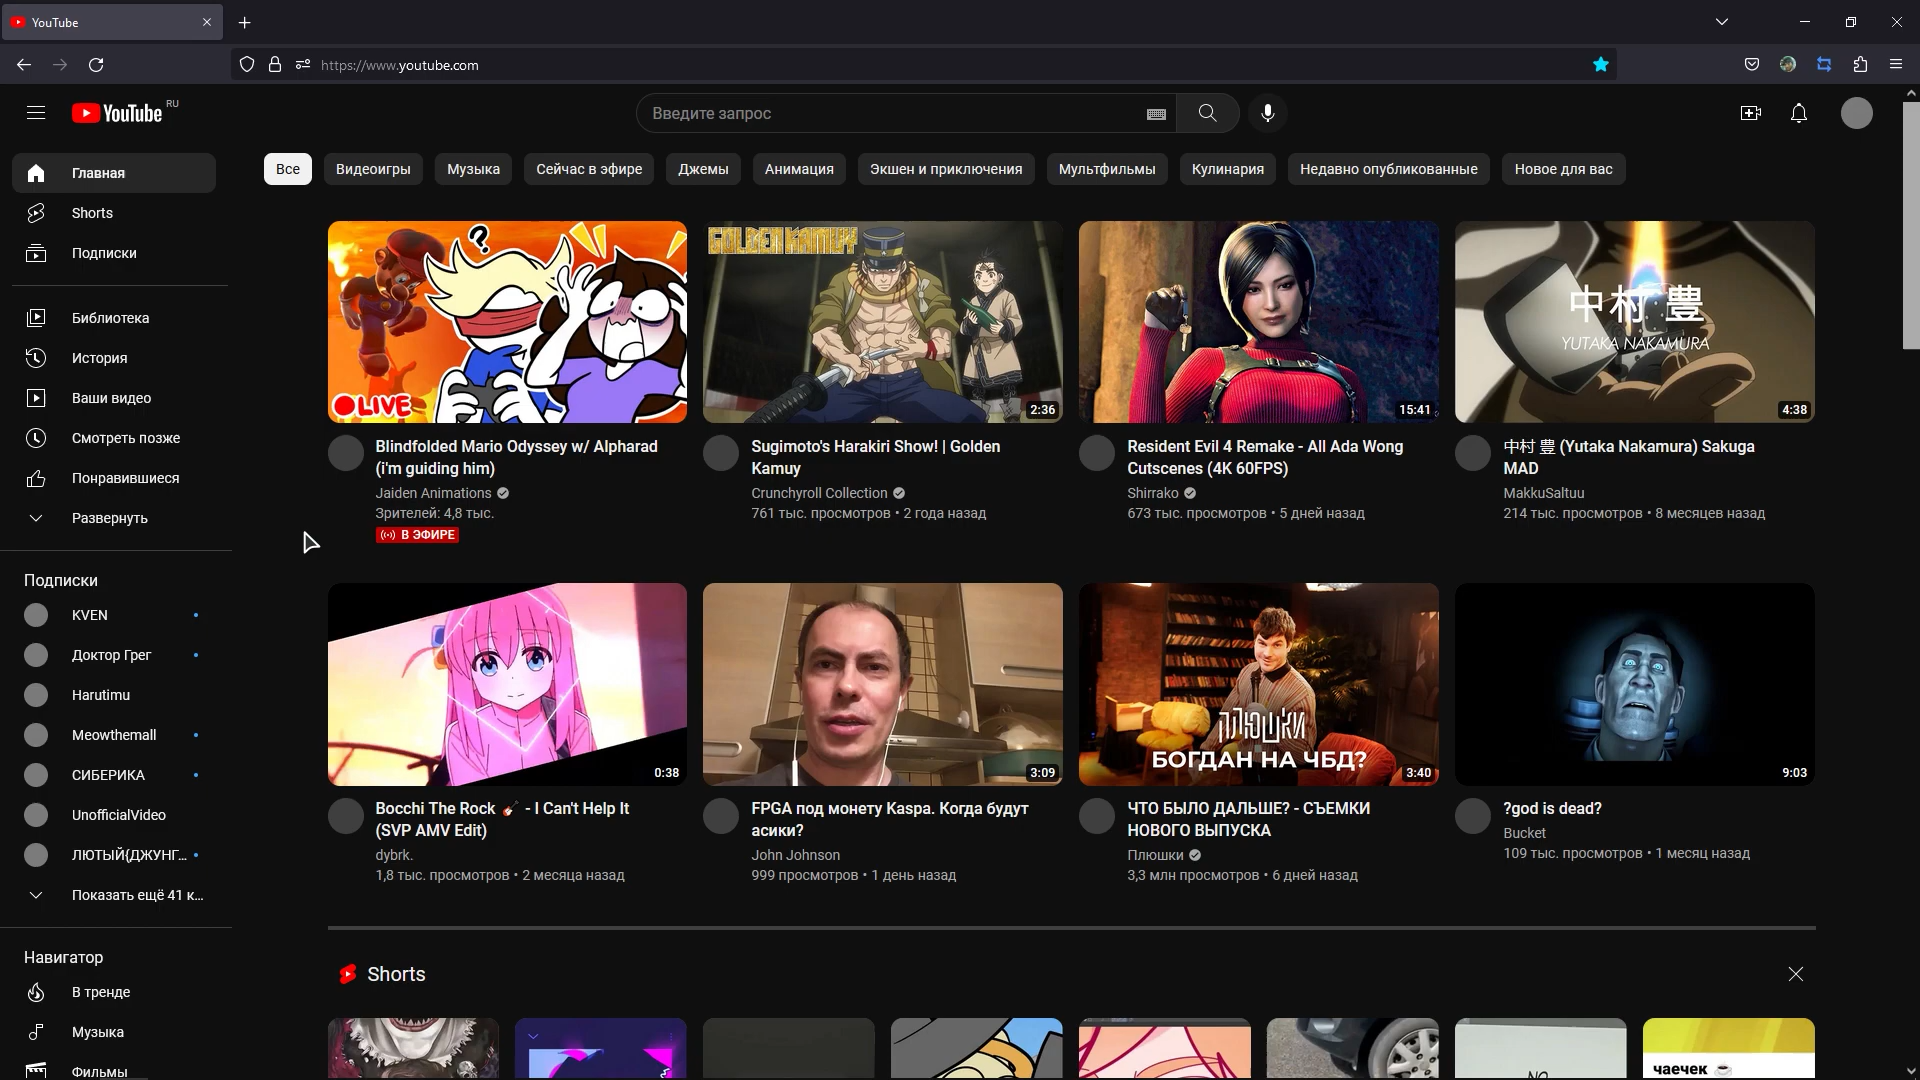 YouTube
https://www.youtube.com
YouTube RU
Введите запрос
Главная
Shorts
Подписки
Библиотека
История
Ваши видео
Смотреть позже
Понравившиеся
Развернуть
Подписки
KVEN
Доктор Грег
Harutimu
Meowthemall
СИБЕРИКА
UnofficialVideo
ЛЮТЫЙ{ДЖУНГ...
Показать ещё 41 к...
Навигатор
В тренде
Музыка
Фильмы
Все
Видеоигры
Музыка
Сейчас в эфире
Джемы
Анимация
Экшен и приключения
Мультфильмы
Кулинария
Недавно опубликованные
Новое для вас
?
LIVE
Blindfolded Mario Odyssey w/ Alpharad
(i'm guiding him)
Jaiden Animations
Зрителей: 4,8 тыс.
В ЭФИРЕ
GOLDEN KAMUY
2:36
Sugimoto's Harakiri Show! | Golden
Kamuy
Crunchyroll Collection
761 тыс. просмотров • 2 года назад
15:41
Resident Evil 4 Remake - All Ada Wong
Cutscenes (4K 60FPS)
Shirrako
673 тыс. просмотров • 5 дней назад
中村 豊
YUTAKA NAKAMURA
4:38
中村 豊 (Yutaka Nakamura) Sakuga
MAD
MakkuSaltuu
214 тыс. просмотров • 8 месяцев назад
0:38
Bocchi The Rock 🎸 - I Can't Help It
(SVP AMV Edit)
dybrk.
1,8 тыс. просмотров • 2 месяца назад
3:09
FPGA под монету Kaspa. Когда будут
асики?
John Johnson
999 просмотров • 1 день назад
ПЛЮШКИ
БОГДАН НА ЧБД?
3:40
ЧТО БЫЛО ДАЛЬШЕ? - СЪЕМКИ
НОВОГО ВЫПУСКА
Плюшки
3,3 млн просмотров • 6 дней назад
9:03
?god is dead?
Bucket
109 тыс. просмотров • 1 месяц назад
Shorts
NO
чаечек ☕